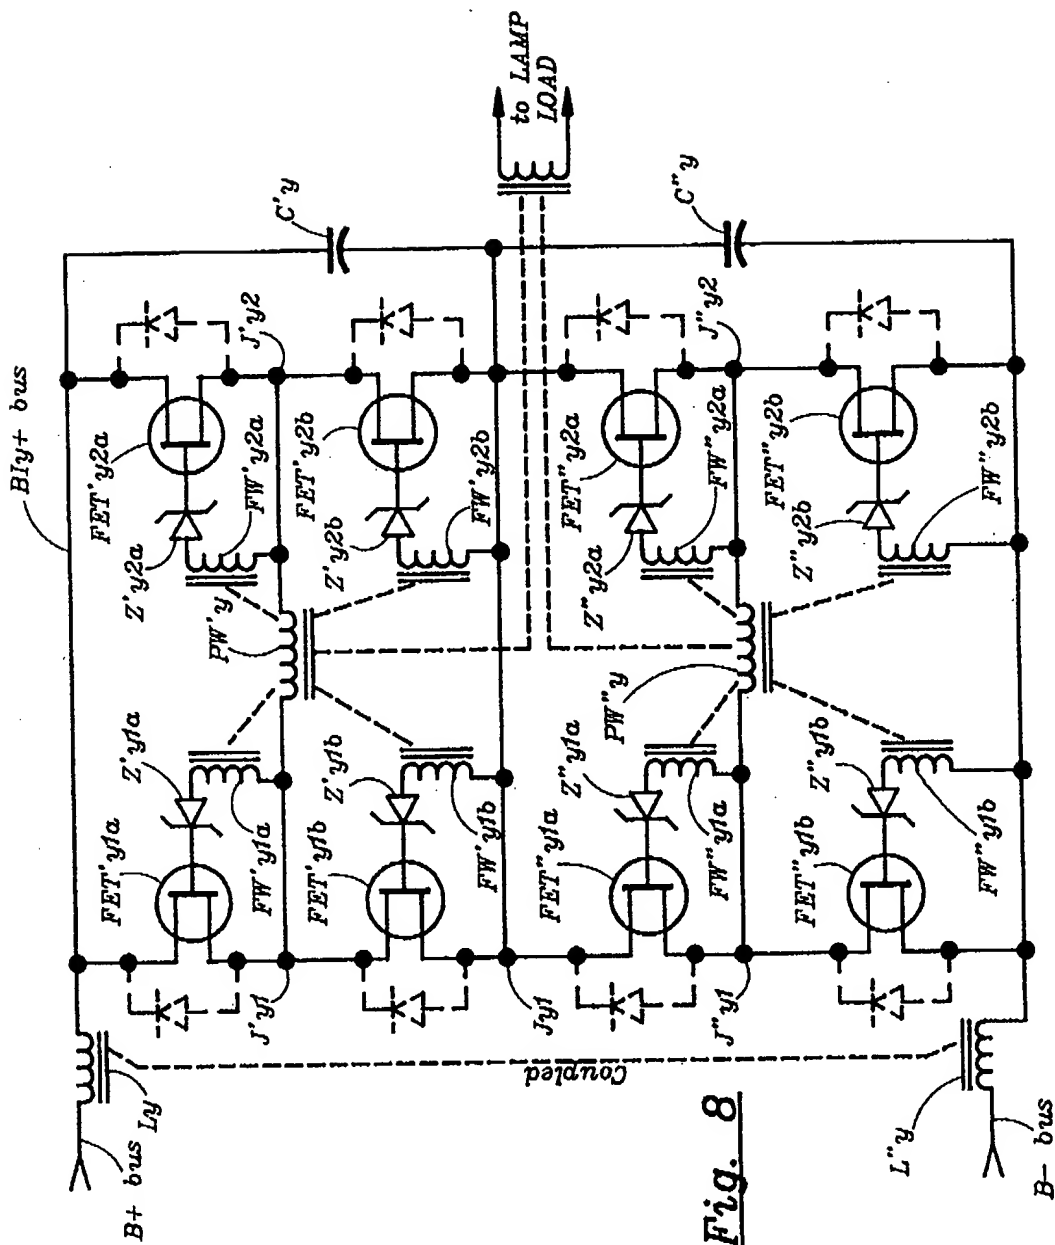 BIy+ bus
FET'y2a
Z'y2a
FW'y2a
J'y2
C'y
FET'y2b
Z'y2b
FW'y2b
PW'y
to LAMP
LOAD
FET"y2a
Z"y2a
FW"y2a
J"y2
C"y
FET"y2b
Z"y2b
FW"y2b
PW"y
FET'y1a
Z'y1a
FW'y1a
J'y1
FET'y1b
Z'y1b
FW'y1b
Jy1
FET"y1a
Z"y1a
FW"y1a
J"y1
FET"y1b
Z"y1b
FW"y1b
B+ bus
Ly
Coupled
L"y
B- bus
Fig. 8